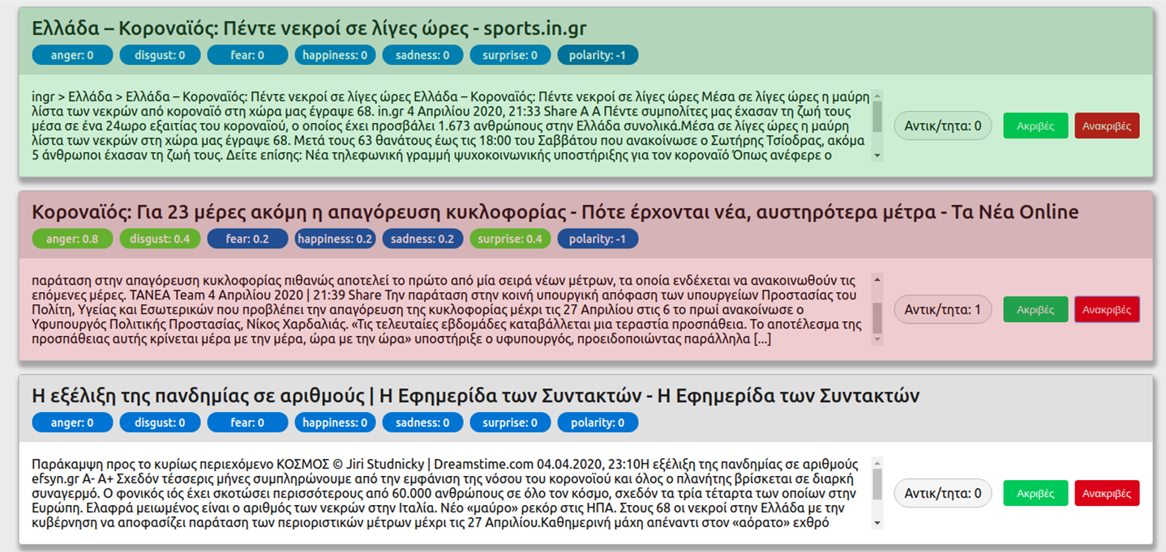 Ελλάδα – Κοροναϊός: Πέντε νεκροί σε λίγες ώρες - sports.in.gr
anger: 0 disgust: 0 fear: 0 happiness: 0 sadness: 0 surprise: 0 polarity: -1
ingr > Ελλάδα > Ελλάδα – Κοροναϊός: Πέντε νεκροί σε λίγες ώρες Ελλάδα – Κοροναϊός: Πέντε νεκροί σε λίγες ώρες Μέσα σε λίγες ώρες η μαύρη
λίστα των νεκρών από κοροναϊό στη χώρα μας έγραψε 68. in.gr 4 Απριλίου 2020, 21:33 Share A A Πέντε συμπολίτες μας έχασαν τη ζωή τους
μέσα σε ένα 24ωρο εξαιτίας του κοροναϊού, ο οποίος έχει προσβάλει 1.673 ανθρώπους στην Ελλάδα συνολικά.Μέσα σε λίγες ώρες η μαύρη
λίστα των νεκρών στη χώρα μας έγραψε 68. Μετά τους 63 θανάτους έως τις 18:00 του Σαββάτου που ανακοίνωσε ο Σωτήρης Τσίοδρας, ακόμα
5 άνθρωποι έχασαν τη ζωή τους. Δείτε επίσης: Νέα τηλεφωνική γραμμή ψυχοκοινωνικής υποστήριξης για τον κοροναϊό Όπως ανέφερε ο
Αντικ/τητα: 0 Ακριβές Ανακριβές
Κοροναϊός: Για 23 μέρες ακόμη η απαγόρευση κυκλοφορίας - Πότε έρχονται νέα, αυστηρότερα μέτρα - Τα Νέα Online
anger: 0.8 disgust: 0.4 fear: 0.2 happiness: 0.2 sadness: 0.2 surprise: 0.4 polarity: -1
παράταση στην απαγόρευση κυκλοφορίας πιθανώς αποτελεί το πρώτο από μία σειρά νέων μέτρων, τα οποία ενδέχεται να ανακοινωθούν τις
επόμενες μέρες. TANEA Team 4 Απριλίου 2020 | 21:39 Share Την παράταση στην κοινή υπουργική απόφαση των υπουργείων Προστασίας του
Πολίτη, Υγείας και Εσωτερικών που προβλέπει την απαγόρευση της κυκλοφορίας μέχρι τις 27 Απριλίου στις 6 το πρωί ανακοίνωσε ο
Υφυπουργός Πολιτικής Προστασίας, Νίκος Χαρδαλιάς. «Τις τελευταίες εβδομάδες καταβάλλεται μια τεραστία προσπάθεια. Το αποτέλεσμα της
προσπάθειας αυτής κρίνεται μέρα με την μέρα, ώρα με την ώρα» υποστήριξε ο υφυπουργός, προειδοποιώντας παράλληλα [...]
Αντικ/τητα: 1 Ακριβές Ανακριβές
Η εξέλιξη της πανδημίας σε αριθμούς | Η Εφημερίδα των Συντακτών - Η Εφημερίδα των Συντακτών
anger: 0 disgust: 0 fear: 0 happiness: 0 sadness: 0 surprise: 0 polarity: 0
Παράκαμψη προς το κυρίως περιεχόμενο ΚΟΣΜΟΣ © Jiri Studnicky | Dreamstime.com 04.04.2020, 23:10Η εξέλιξη της πανδημίας σε αριθμούς
efsyn.gr A- A+ Σχεδόν τέσσερις μήνες συμπληρώνουμε από την εμφάνιση της νόσου του κορονοϊού και όλος ο πλανήτης βρίσκεται σε διαρκή
συναγερμό. Ο φονικός ιός έχει σκοτώσει περισσότερους από 60.000 ανθρώπους σε όλο τον κόσμο, σχεδόν τα τρία τέταρτα των οποίων στην
Ευρώπη. Ελαφρά μειωμένος είναι ο αριθμός των νεκρών στην Ιταλία. Νέο «μαύρο» ρεκόρ στις ΗΠΑ. Στους 68 οι νεκροί στην Ελλάδα με την
κυβέρνηση να αποφασίζει παράταση των περιοριστικών μέτρων μέχρι τις 27 Απριλίου.Καθημερινή μάχη απέναντι στον «αόρατο» εχθρό
Αντικ/τητα: 0 Ακριβές Ανακριβές